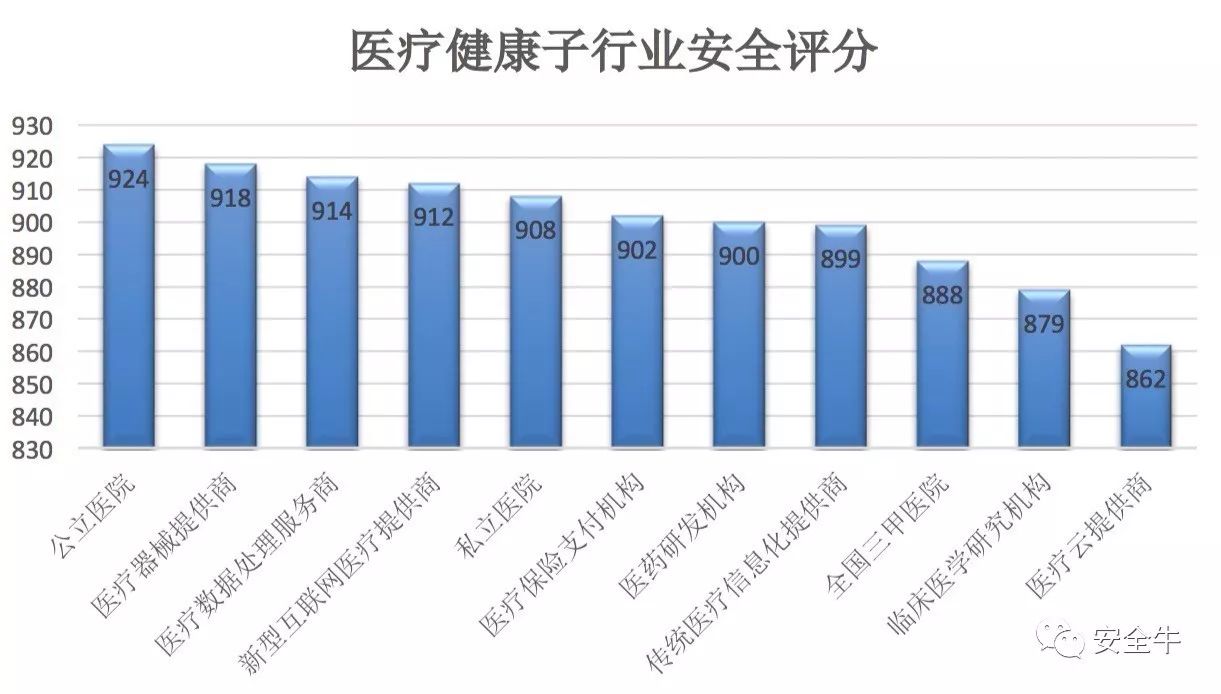 医疗健康子行业安全评分
930
920
910
900
890
880
870
860
850
840
830
924
918
914
912
908
902
900
899
888
879
862
公立医院
医疗器械提供商
医疗数据处理服务商
新型互联网医疗提供商
私立医院
医疗保险支付机构
医药研发机构
传统医疗信息化提供商
全国三甲医院
临床医学研究机构
医疗云提供商
安全牛